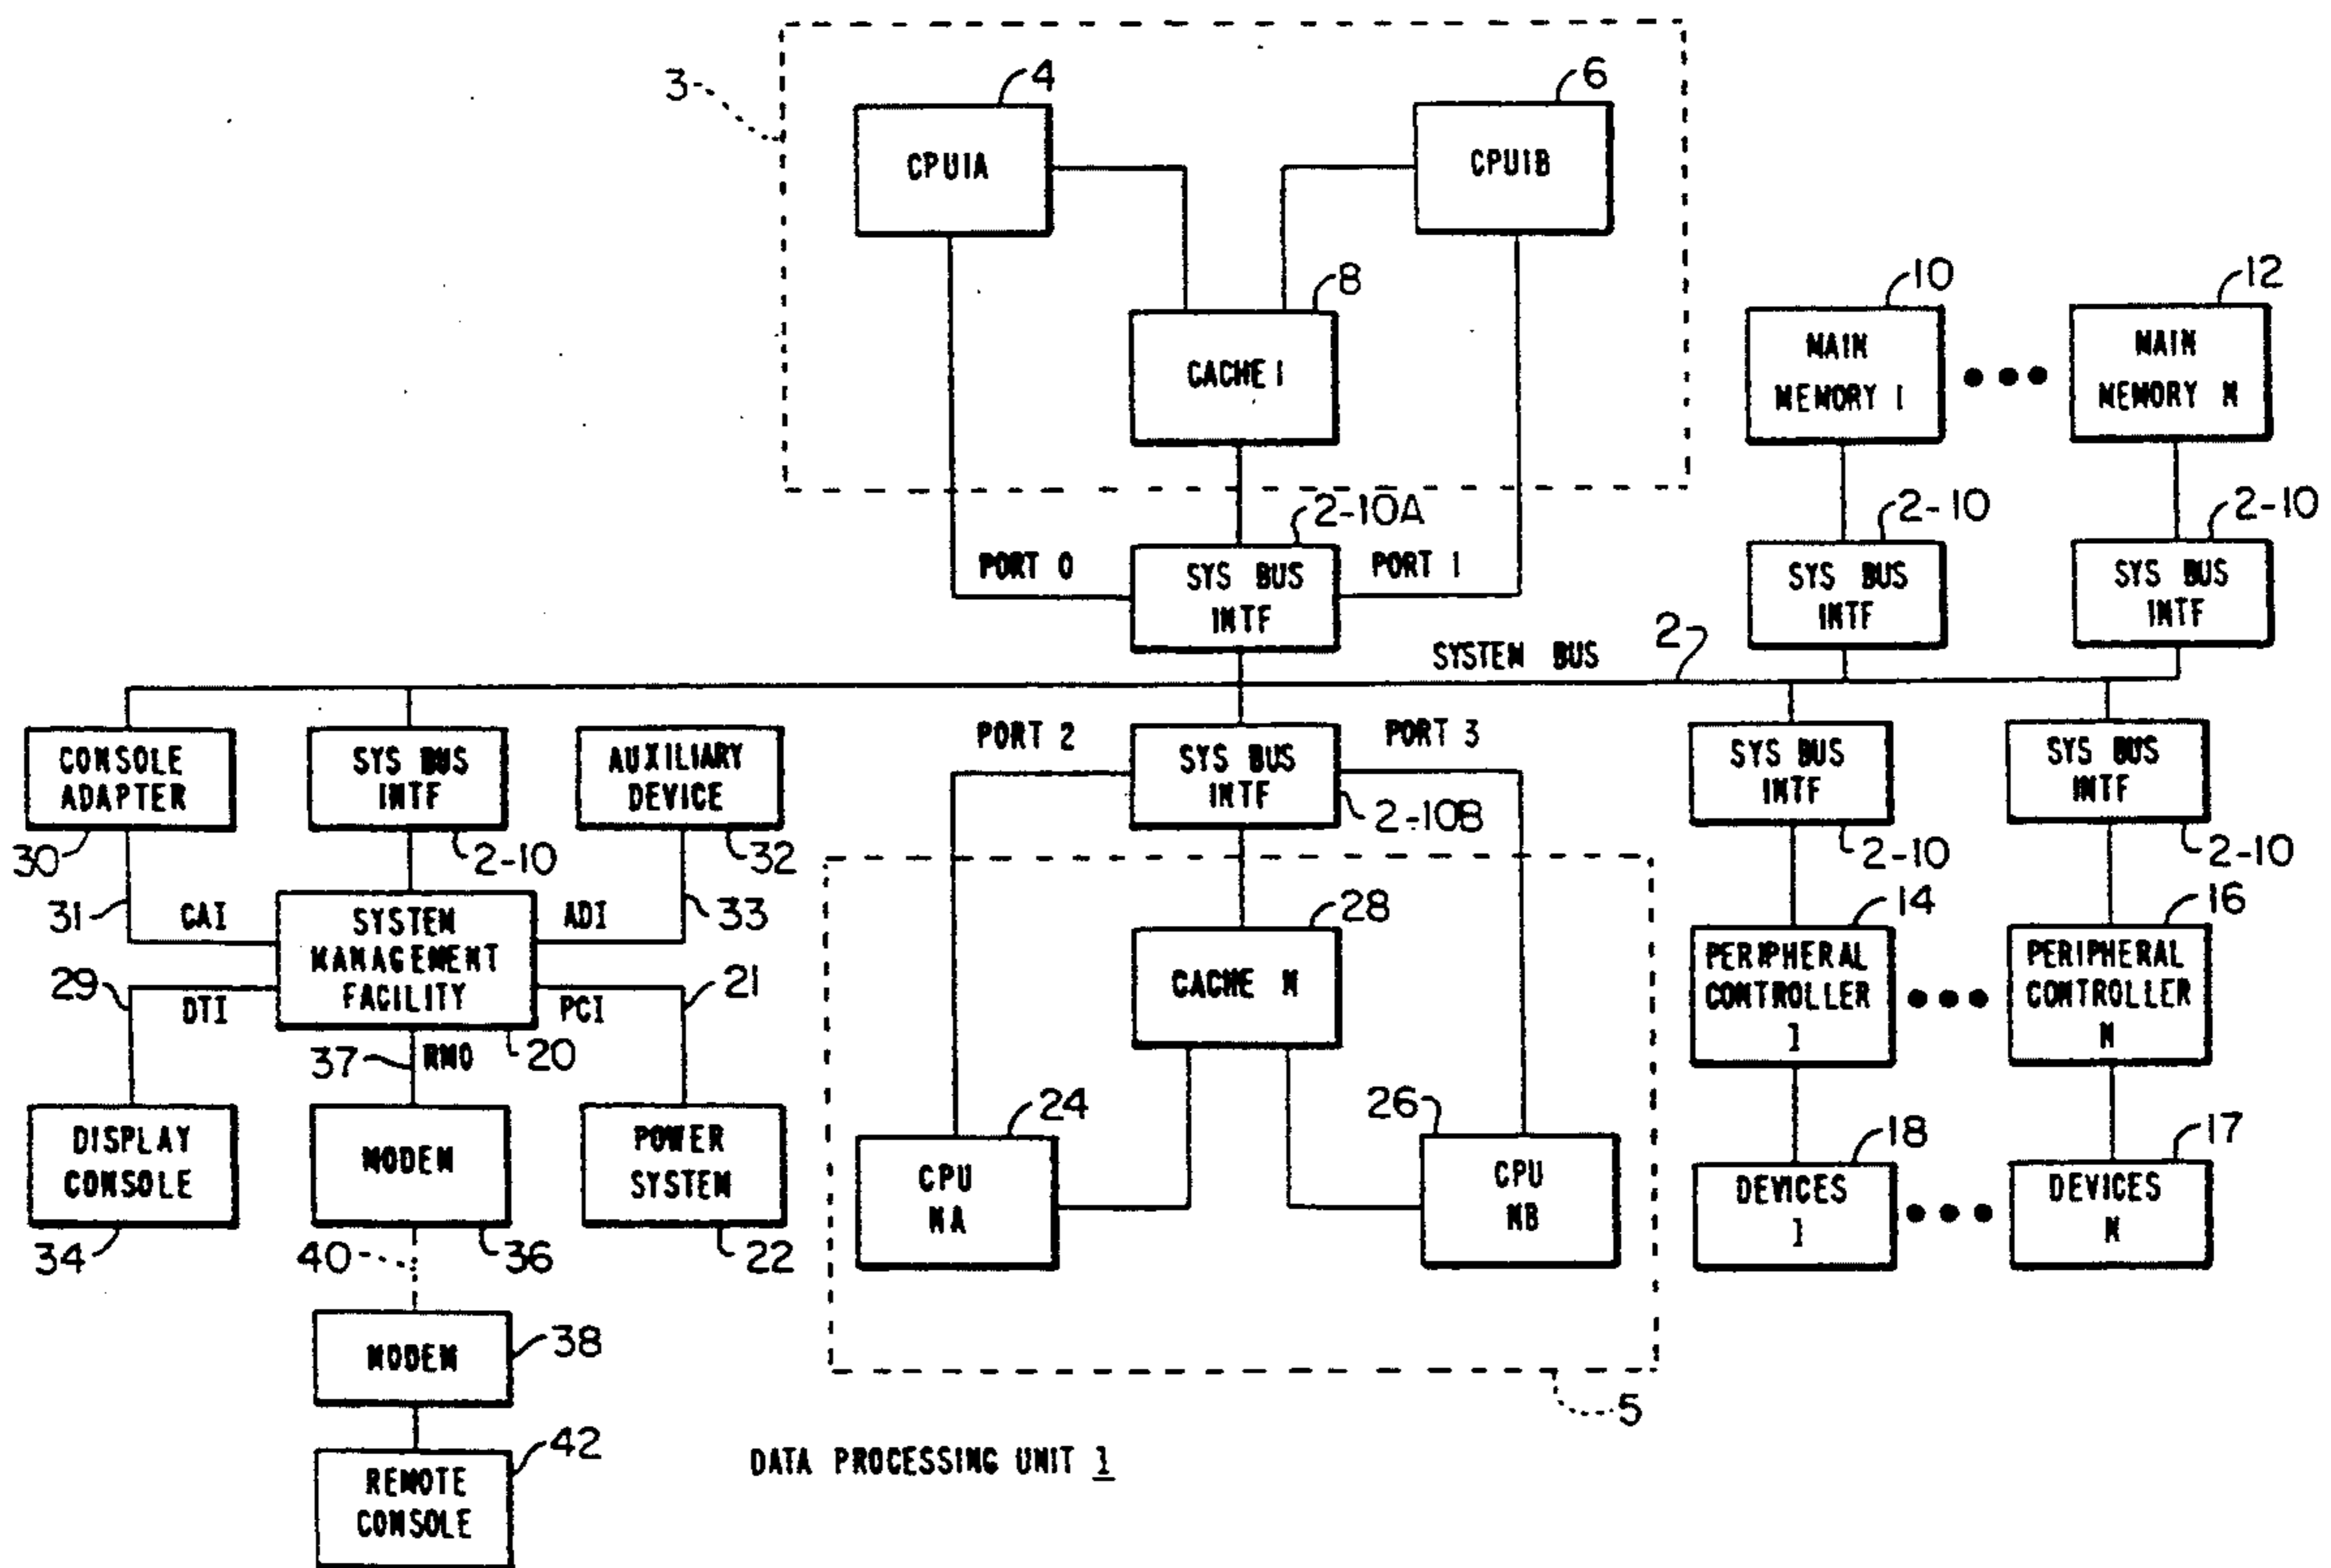 3
4
6
CPU1A
CPU1B
8
CACHE 1
10
12
MAIN
MEMORY 1
MAIN
MEMORY N
2-10A
2-10
2-10
PORT 0
SYS BUS
INTF
PORT 1
SYS BUS
INTF
SYS BUS
INTF
SYSTEM BUS
2
CONSOLE
ADAPTER
30
SYS BUS
INTF
2-10
AUXILIARY
DEVICE
32
PORT 2
SYS BUS
INTF
PORT 3
2-10B
SYS BUS
INTF
2-10
SYS BUS
INTF
2-10
31
CAI
SYSTEM
MANAGEMENT
FACILITY
ADI
33
29
DTI
PCI
21
37
RMO
20
28
CACHE N
14
PERIPHERAL
CONTROLLER
1
16
PERIPHERAL
CONTROLLER
N
DISPLAY
CONSOLE
34
MODEM
36
POWER
SYSTEM
22
24
CPU
NA
26
CPU
NB
18
DEVICES
1
17
DEVICES
N
40
MODEM
38
5
REMOTE
CONSOLE
42
DATA PROCESSING UNIT 1